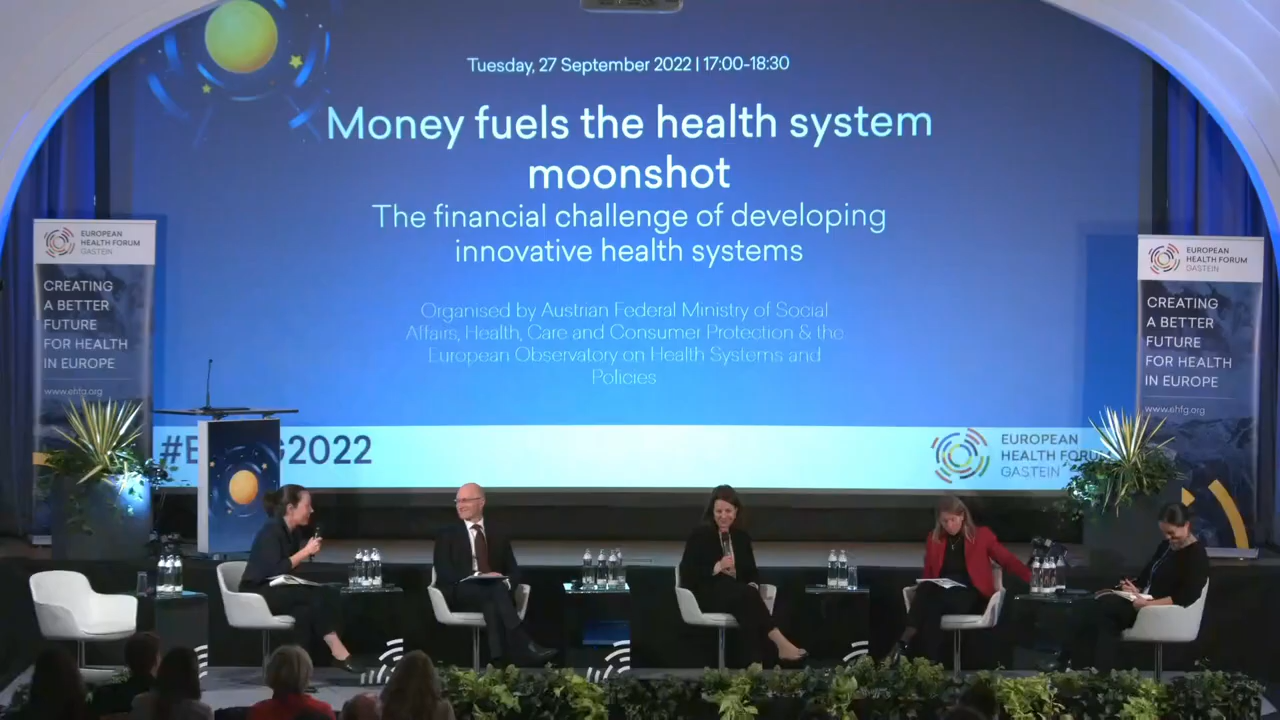 Tuesday, 27 September 2022 | 17:00-18:30
Money fuels the health system
moonshot
The financial challenge of developing
innovative health systems
Organised by Austrian Federal Ministry of Social
Affairs, Health, Care and Consumer Protection & the
European Observatory on Health Systems and
Policies
EUROPEAN
HEALTH FORUM
GASTEIN
CREATING
A BETTER
FUTURE
FOR HEALTH
IN EUROPE
www.ehfg.org
EUROPEAN
HEALTH FORUM
GASTEIN
CREATING
A BETTER
FUTURE
FOR HEALTH
IN EUROPE
www.ehfg.org
#E G2022
EUROPEAN
HEALTH FORU
GASTEIN